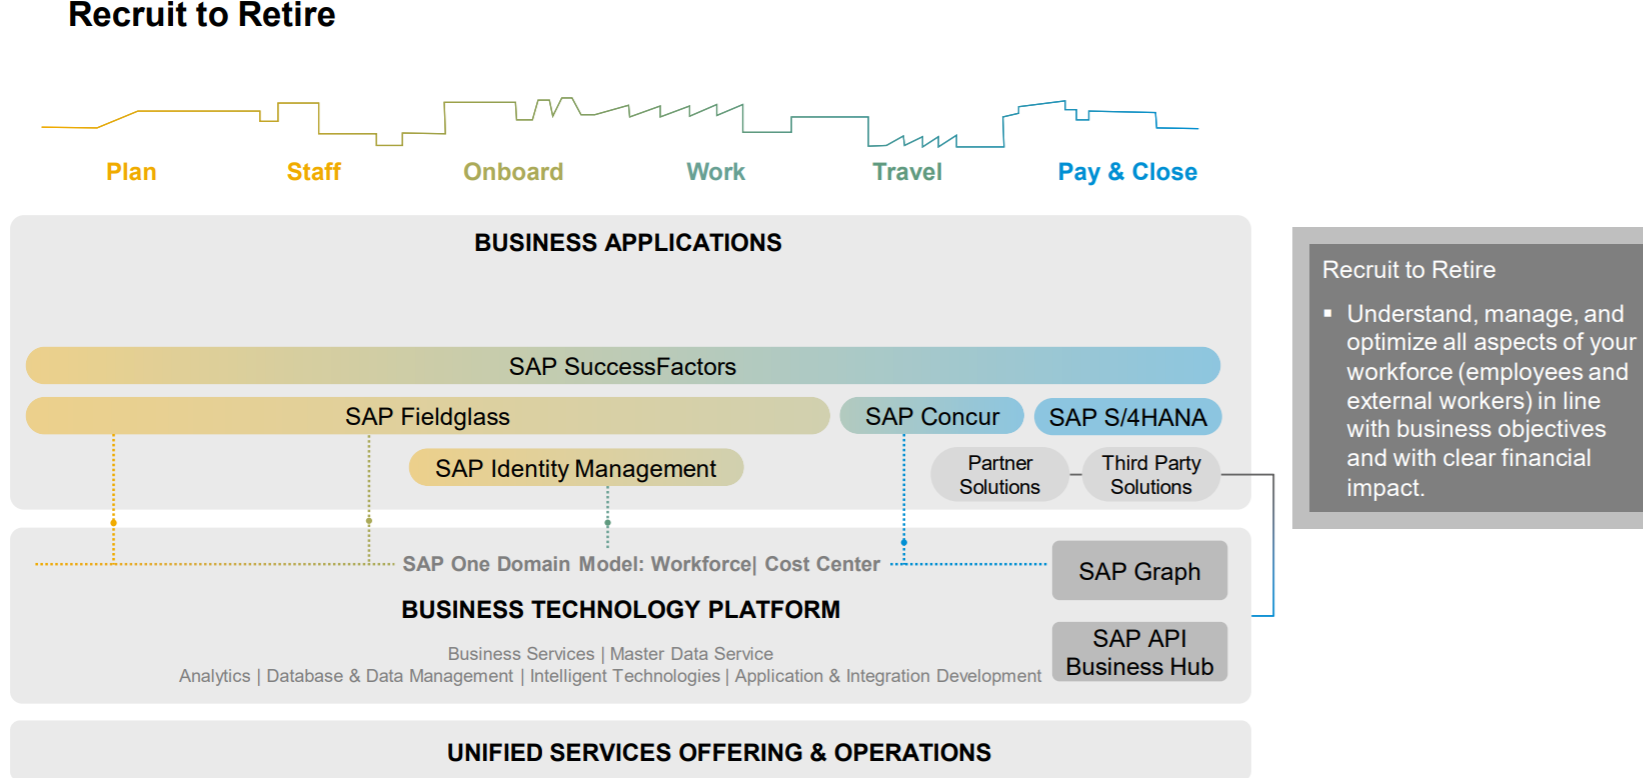 Recruit to Retire
Plan
Staff
Onboard
Work
Travel
Pay & Close
BUSINESS APPLICATIONS
SAP SuccessFactors
SAP Fieldglass
SAP Concur
SAP S/4HANA
SAP Identity Management
Partner
Solutions
Third Party
Solutions
SAP One Domain Model: Workforce| Cost Center
SAP Graph
BUSINESS TECHNOLOGY PLATFORM
SAP API
Business Hub
Business Services | Master Data Service
Analytics | Database & Data Management | Intelligent Technologies | Application & Integration Development
UNIFIED SERVICES OFFERING & OPERATIONS
Recruit to Retire
▪ Understand, manage, and
optimize all aspects of your
workforce (employees and
external workers) in line
with business objectives
and with clear financial
impact.